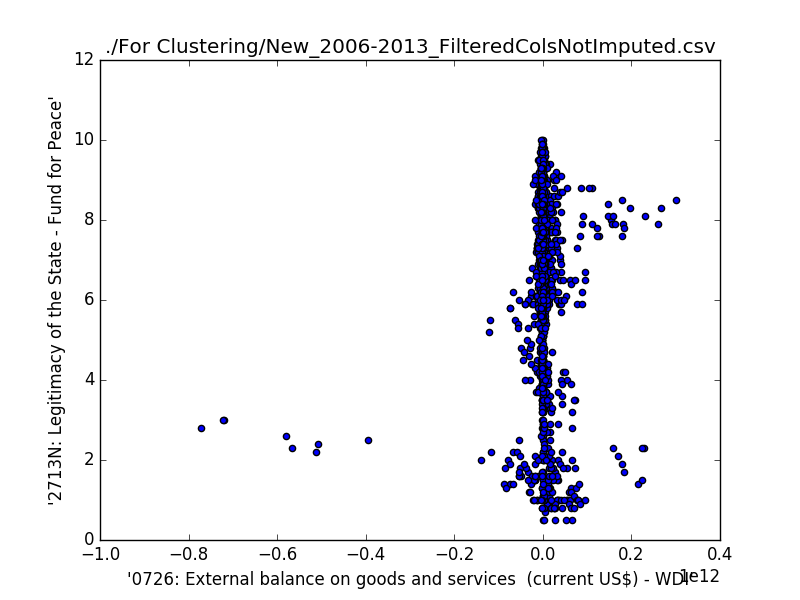 ./For Clustering/New_2006-2013_FilteredColsNotImputed.csv
12
10
8
6
4
2
0
'2713N: Legitimacy of the State - Fund for Peace'
−1.0 −0.8 −0.6 −0.4 −0.2 0.0 0.2 0.4
1e12
'0726: External balance on goods and services  (current US$) - WDI'